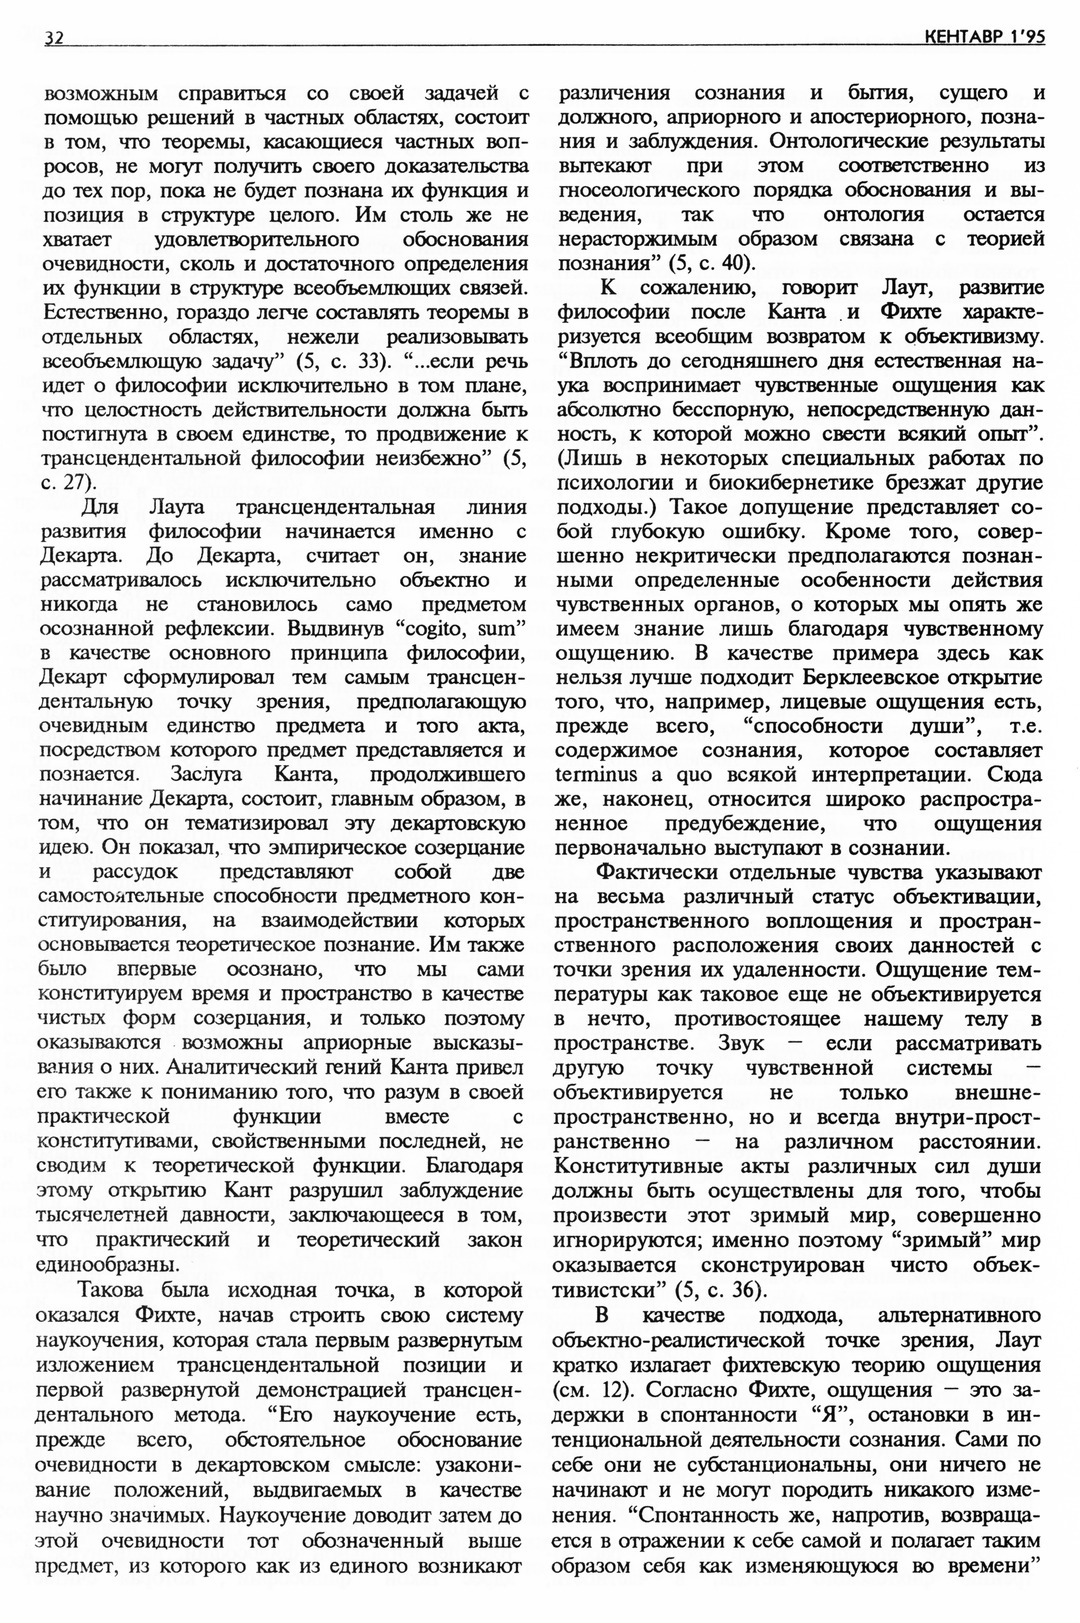 32
КЕНТАВР 1'95
возможным справиться со своей задачей с
помощью решений в частных областях, состоит
в том, что теоремы, касающиеся частных воп-
росов, не могут получить своего доказательства
до тех пор, пока не будет познана их функция и
позиция в структуре целого. Им столь же не
хватает удовлетворительного обоснования
очевидности, сколь и достаточного определения
их функции в структуре всеобъемлющих связей.
Естественно, гораздо легче составлять теоремы в
отдельных областях, нежели реализовывать
всеобъемлющую задачу” (5, с. 33). “...если речь
идет о философии исключительно в том плане,
что целостность действительности должна быть
постигнута в своем единстве, то продвижение к
трансцендентальной философии неизбежно” (5,
с. 27).
Для Лаута трансцендентальная линия
развития философии начинается именно с
Декарта. До Декарта, считает он, знание
рассматривалось исключительно объектно и
никогда не становилось само предметом
осознанной рефлексии. Выдвинув “cogito, sum”
в качестве основного принципа философии,
Декарт сформулировал тем самым трансцен-
дентальную точку зрения, предполагающую
очевидным единство предмета и того акта,
посредством которого предмет представляется и
познается. Заслуга Канта, продолжившего
начинание Декарта, состоит, главным образом, в
том, что он тематизировал эту декартовскую
идею. Он показал, что эмпирическое созерцание
и рассудок представляют собой две
самостоятельные способности предметного кон-
ституирования, на взаимодействии которых
основывается теоретическое познание. Им также
было впервые осознано, что мы сами
конституируем время и пространство в качестве
чистых форм созерцания, и только поэтому
оказываются возможны априорные высказы-
вания о них. Аналитический гений Канта привел
его также к пониманию того, что разум в своей
практической функции вместе с
конститутивами, свойственными последней, не
сводим к теоретической функции. Благодаря
этому открытию Кант разрушил заблуждение
тысячелетней давности, заключающееся в том,
что практический и теоретический закон
единообразны.
Такова была исходная точка, в которой
оказался Фихте, начав строить свою систему
наукоучения, которая стала первым развернутым
изложением трансцендентальной позиции и
первой развернутой демонстрацией трансцен-
дентального метода. “Его наукоучение есть,
прежде всего, обстоятельное обоснование
очевидности в декартовском смысле: узакони-
вание положений, выдвигаемых в качестве
научно значимых. Наукоучение доводит затем до
этой очевидности тот обозначенный выше
предмет, из которого как из единого возникают
различения сознания и бытия, сущего и
должного, априорного и апостериорного, позна-
ния и заблуждения. Онтологические результаты
вытекают при этом соответственно из
гносеологического порядка обоснования и вы-
ведения, так что онтология остается
нерасторжимым образом связана с теорией
познания” (5, с. 40).
К сожалению, говорит Лаут, развитие
философии после Канта и Фихте характе-
ризуется всеобщим возвратом к объективизму.
“Вплоть до сегодняшнего дня естественная на-
ука воспринимает чувственные ощущения как
абсолютно бесспорную, непосредственную дан-
ность, к которой можно свести всякий опыт”.
(Лишь в некоторых специальных работах по
психологии и биокибернетике брезжат другие
подходы.) Такое допущение представляет со-
бой глубокую ошибку. Кроме того, совер-
шенно некритически предполагаются познан-
ными определенные особенности действия
чувственных органов, о которых мы опять же
имеем знание лишь благодаря чувственному
ощущению. В качестве примера здесь как
нельзя лучше подходит Берклеевское открытие
того, что, например, лицевые ощущения есть,
прежде всего, “способности души”, т.е.
содержимое сознания, которое составляет
terminus a quo всякой интерпретации. Сюда
же, наконец, относится широко распростра-
ненное предубеждение, что ощущения
первоначально выступают в сознании.
Фактически отдельные чувства указывают
на весьма различный статус объективации,
пространственного воплощения и простран-
ственного расположения своих данностей с
точки зрения их удаленности. Ощущение тем-
пературы как таковое еще не объективируется
в нечто, противостоящее нашему телу в
пространстве. Звук — если рассматривать
другую точку чувственной системы —
объективируется не только внешне-
пространственно, но и всегда внутри-прост-
ранственно — на различном расстоянии.
Конститутивные акты различных сил души
должны быть осуществлены для того, чтобы
произвести этот зримый мир, совершенно
игнорируются; именно поэтому “зримый” мир
оказывается сконструирован чисто объек-
тивистски” (5, с. 36).
В качестве подхода, альтернативного
объектно-реалистической точке зрения, Лаут
кратко излагает фихтевскую теорию ощущения
(см. 12). Согласно Фихте, ощущения — это за-
держки в спонтанности “Я”, остановки в ин-
тенциональной деятельности сознания. Сами по
себе они не субстанциональны, они ничего не
начинают и не могут породить никакого изме-
нения. “Спонтанность же, напротив, возвраща-
ется в отражении к себе самой и полагает таким
образом себя как изменяющуюся во времени”